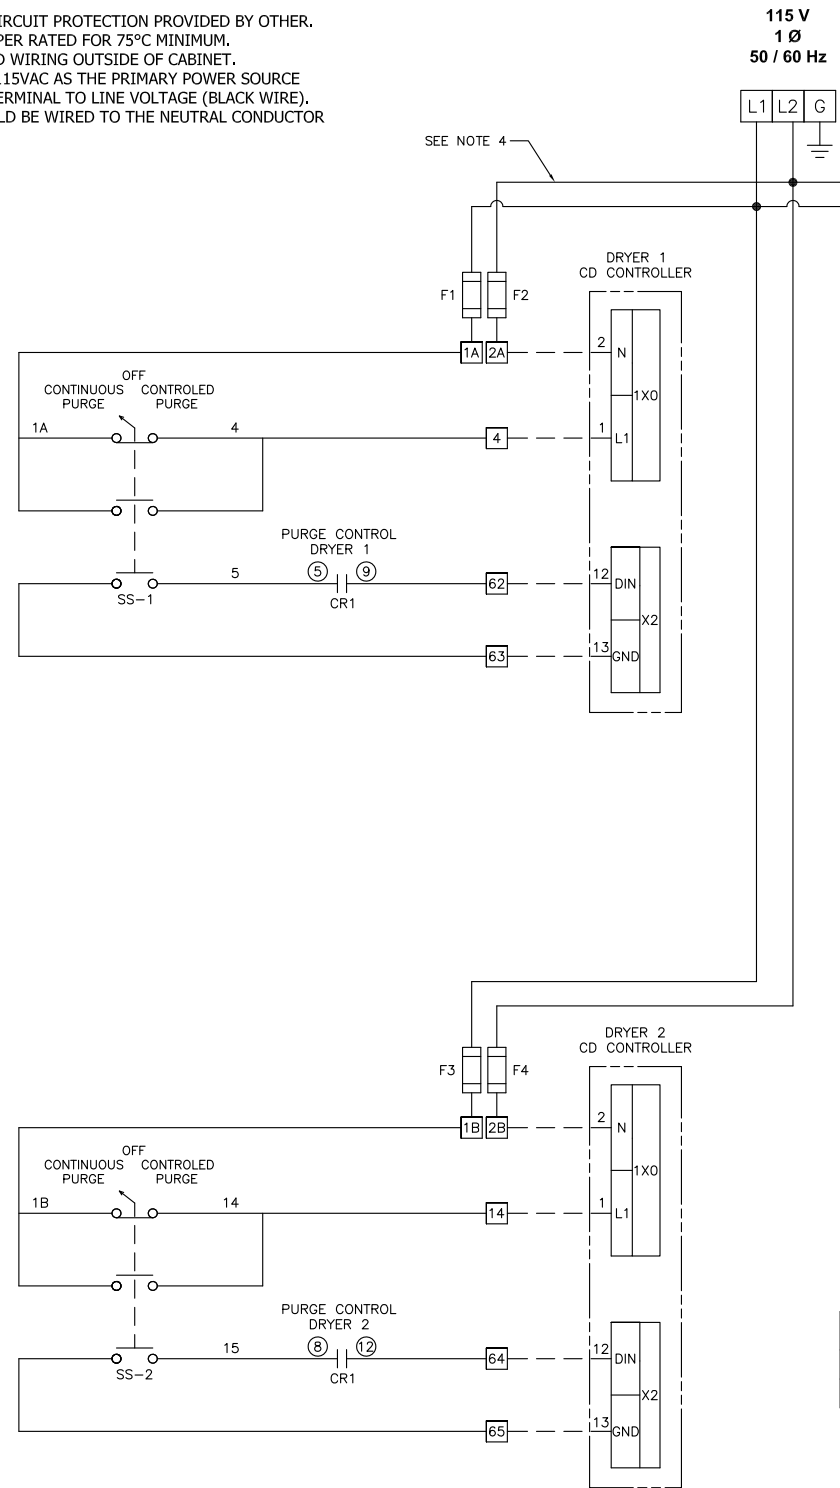 IRCUIT PROTECTION PROVIDED BY OTHER.
PER RATED FOR 75°C MINIMUM.
D WIRING OUTSIDE OF CABINET.
115VAC AS THE PRIMARY POWER SOURCE
ERMINAL TO LINE VOLTAGE (BLACK WIRE).
LD BE WIRED TO THE NEUTRAL CONDUCTOR
115 V
1 Ø
50 / 60 Hz
L1 L2 G
SEE NOTE 4
DRYER 1
CD CONTROLLER
F1 F2
1A 2A 2 N
1X0
OFF
CONTINUOUS CONTROLED
PURGE PURGE
1A 4 4 1 L1
PURGE CONTROL
DRYER 1
5 9
5 62 12 DIN
SS-1 CR1
X2
63 13 GND
DRYER 2
CD CONTROLLER
F3 F4
1B 2B 2 N
1X0
OFF
CONTINUOUS CONTROLED
PURGE PURGE
1B 14 14 1 L1
PURGE CONTROL
DRYER 2
8 12
15 64 12 DIN
SS-2 CR1
X2
65 13 GND